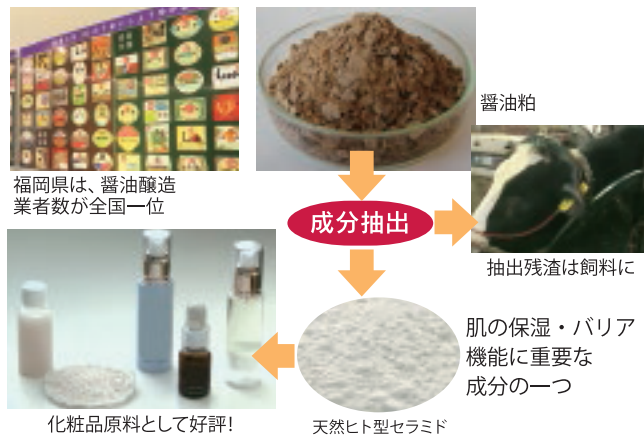 醤油粕
福岡県は、醤油醸造
業者数が全国一位
成分抽出
抽出残渣は飼料に
肌の保湿・バリア
機能に重要な
成分の一つ
化粧品原料として好評!
天然ヒト型セラミド